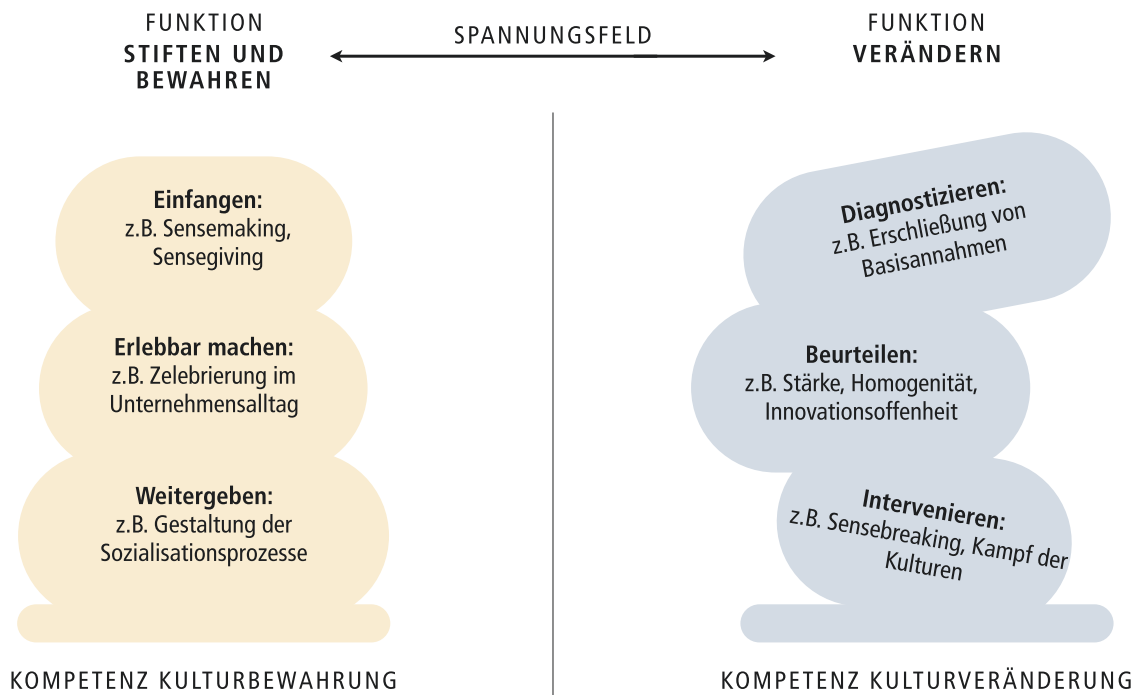 FUNKTION
STIFTEN UND
BEWAHREN
SPANNUNGSFELD
FUNKTION
VERÄNDERN
Einfangen:
z.B. Sensemaking,
Sensegiving
Erlebbar machen:
z.B. Zelebrierung im
Unternehmensalltag
Weitergeben:
z.B. Gestaltung der
Sozialisationsprozesse
KOMPETENZ KULTURBEWAHRUNG
Diagnostizieren:
z.B. Erschließung von
Basisannahmen
Beurteilen:
z.B. Stärke, Homogenität,
Innovationsoffenheit
Intervenieren:
z.B. Sensebreaking, Kampf der
Kulturen
KOMPETENZ KULTURVERÄNDERUNG